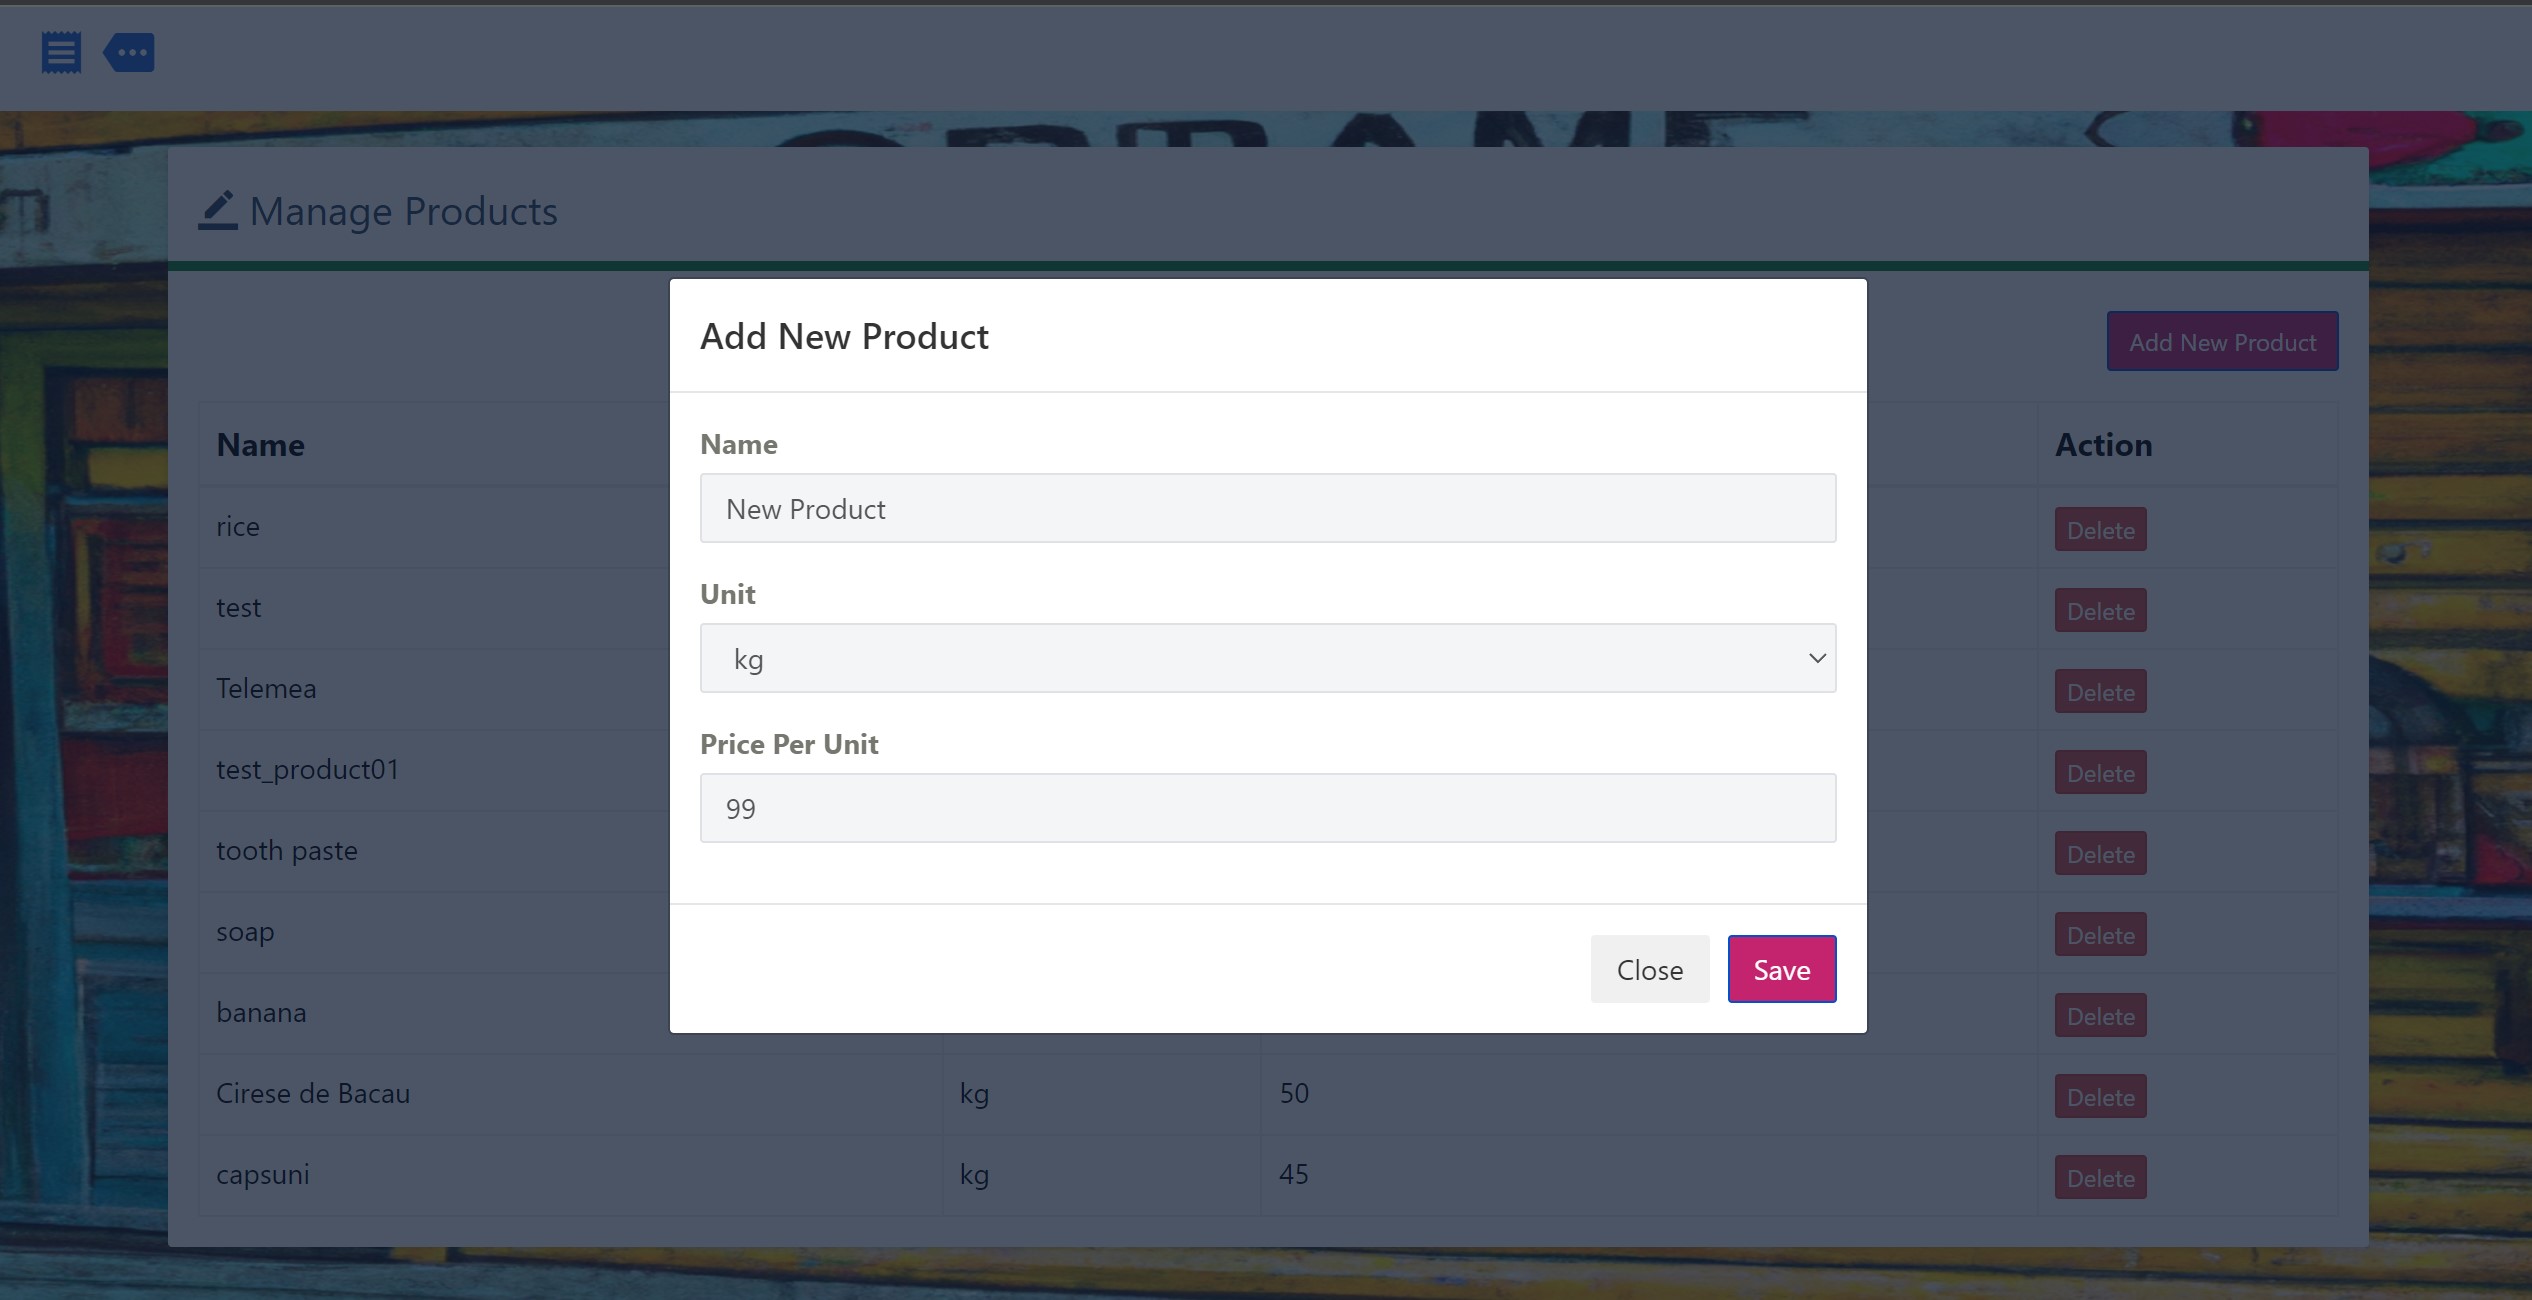 Manage Products
Add New Product
Add New Product
Name
Action
Name
New Product
rice
Delete
Unit
test
Delete
kg
Telemea
Delete
Price Per Unit
test_product01
Delete
99
tooth paste
Delete
soap
Delete
Close
Save
banana
Delete
Cirese de Bacau kg 50 Delete
capsuni kg 45 Delete